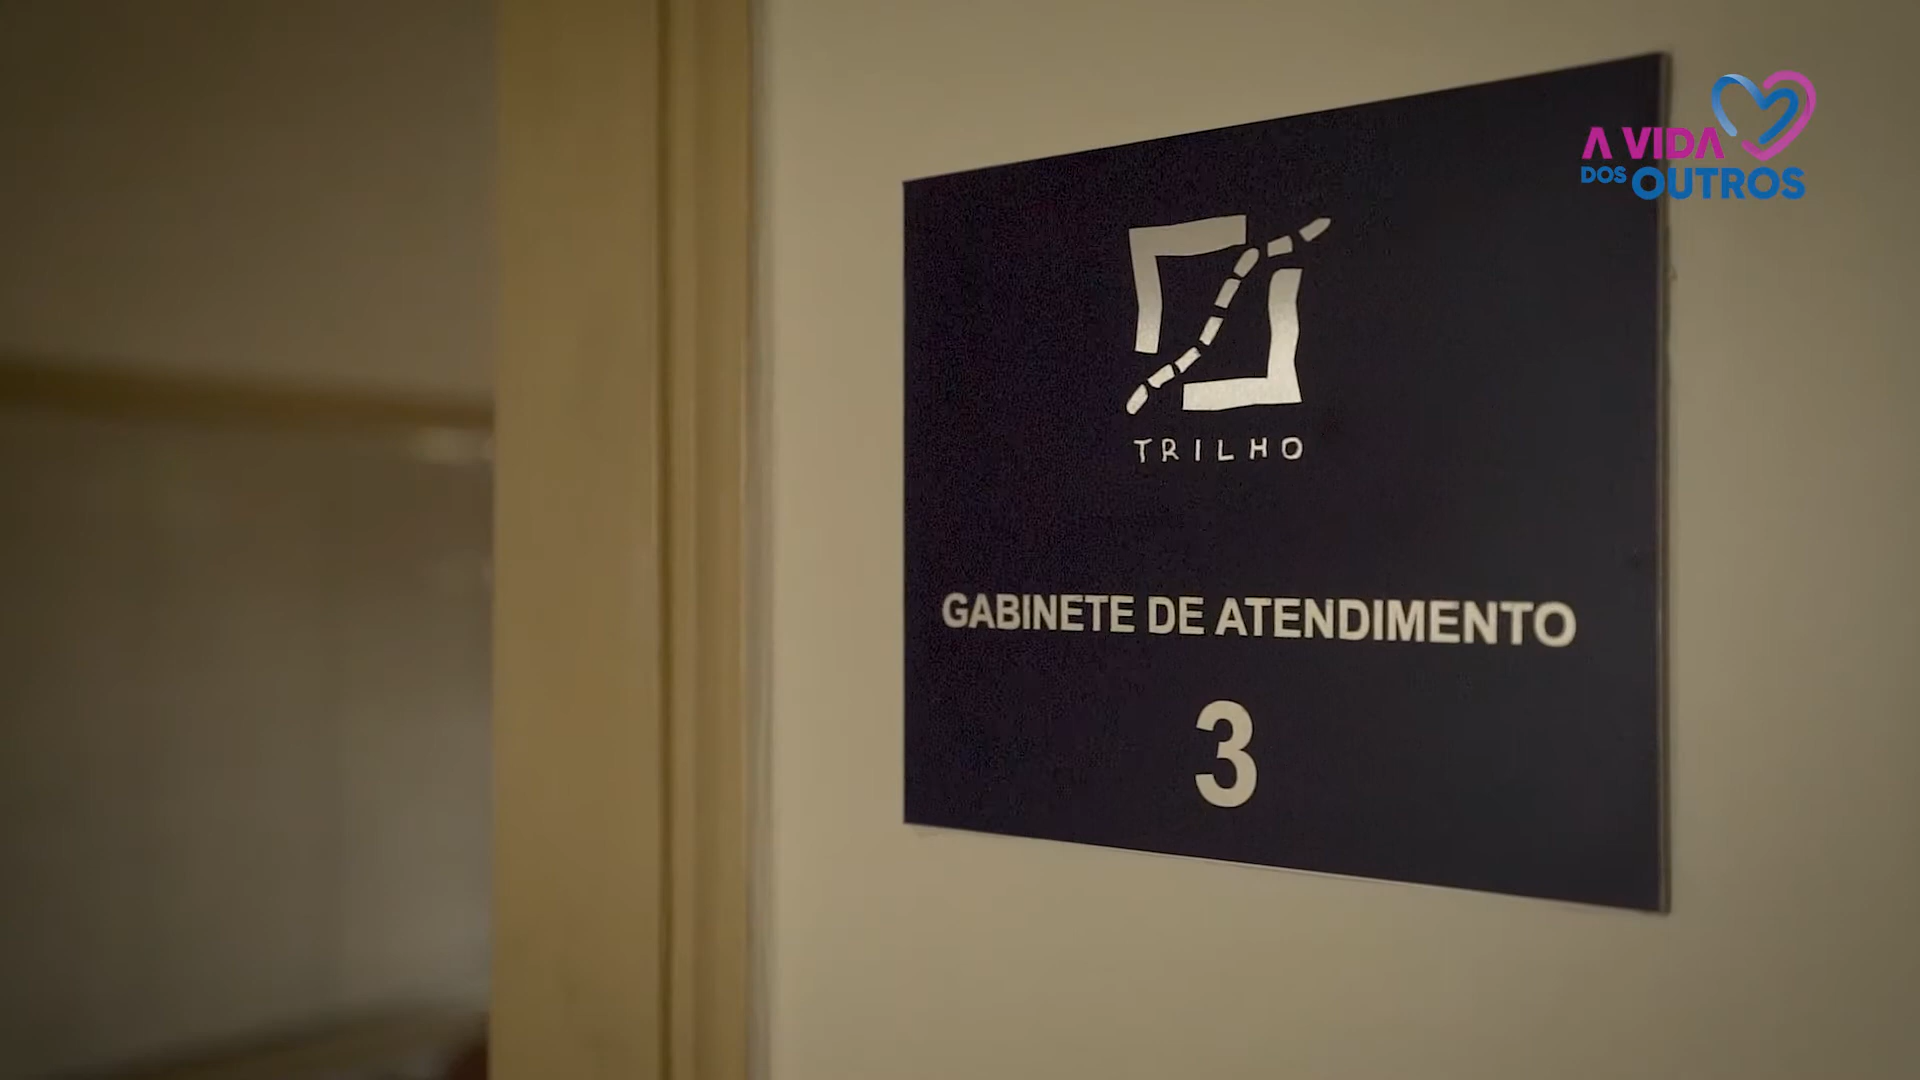 A VIDA
DOS OUTROS
TRILHO
GABINETE DE ATENDIMENTO
3